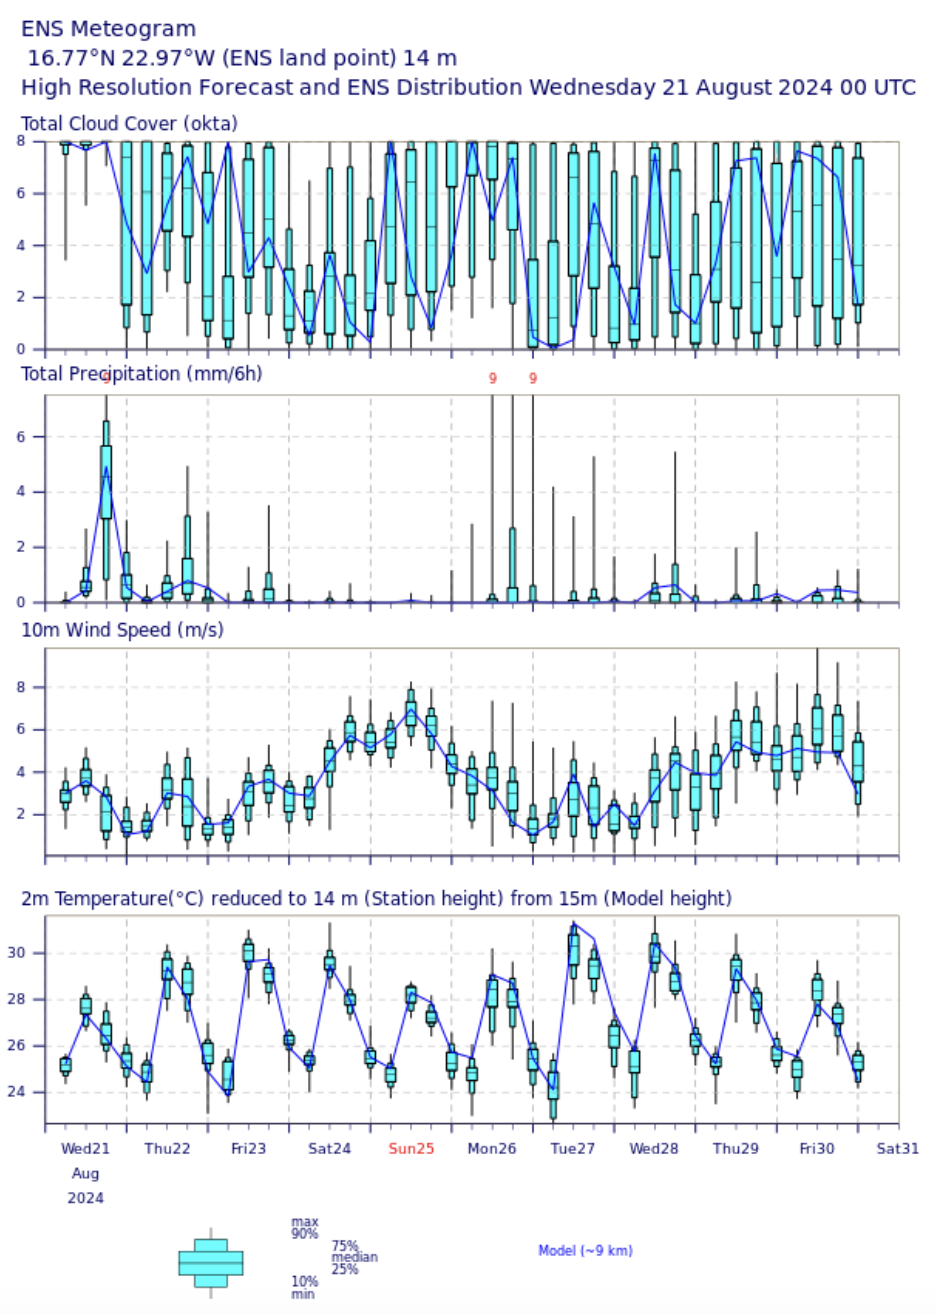 ENS Meteogram
16.77°N 22.97°W (ENS land point) 14 m
High Resolution Forecast and ENS Distribution Wednesday 21 August 2024 00 UTC
Total Cloud Cover (okta)
8
6
4
2
0
Total Precipitation (mm/6h)
9 9 9
6
4
2
0
10m Wind Speed (m/s)
8
6
4
2
2m Temperature(°C) reduced to 14 m (Station height) from 15m (Model height)
30
28
26
24
Wed21 Thu22 Fri23 Sat24 Sun25 Mon26 Tue27 Wed28 Thu29 Fri30 Sat31
Aug
2024
max
90%
75%
median
25%
10%
min
Model (~9 km)